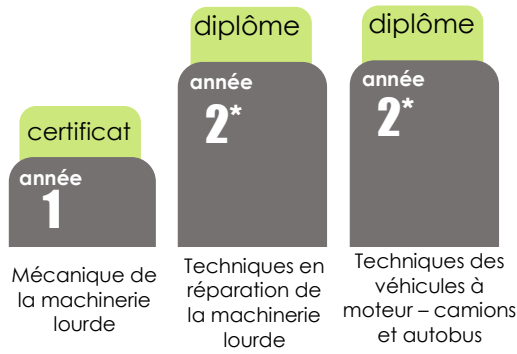 certificat
année
1
Mécanique de
la machinerie
lourde
diplôme
année
2*
Techniques en
réparation de
la machinerie
lourde
diplôme
année
2*
Techniques des
véhicules à
moteur – camions
et autobus